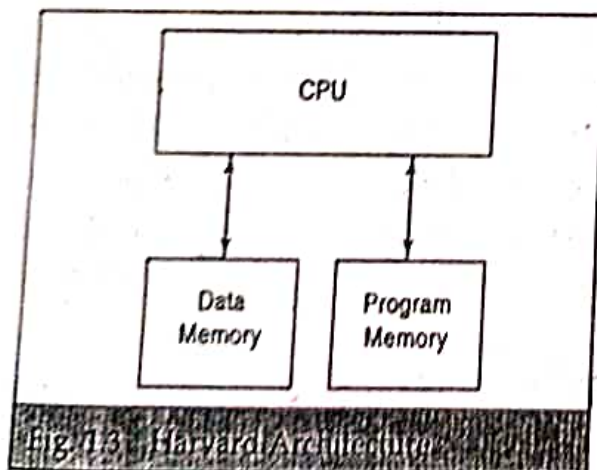 CPU
Data
Memory
Program
Memory
Fig. 1.3 Harvard Architecture